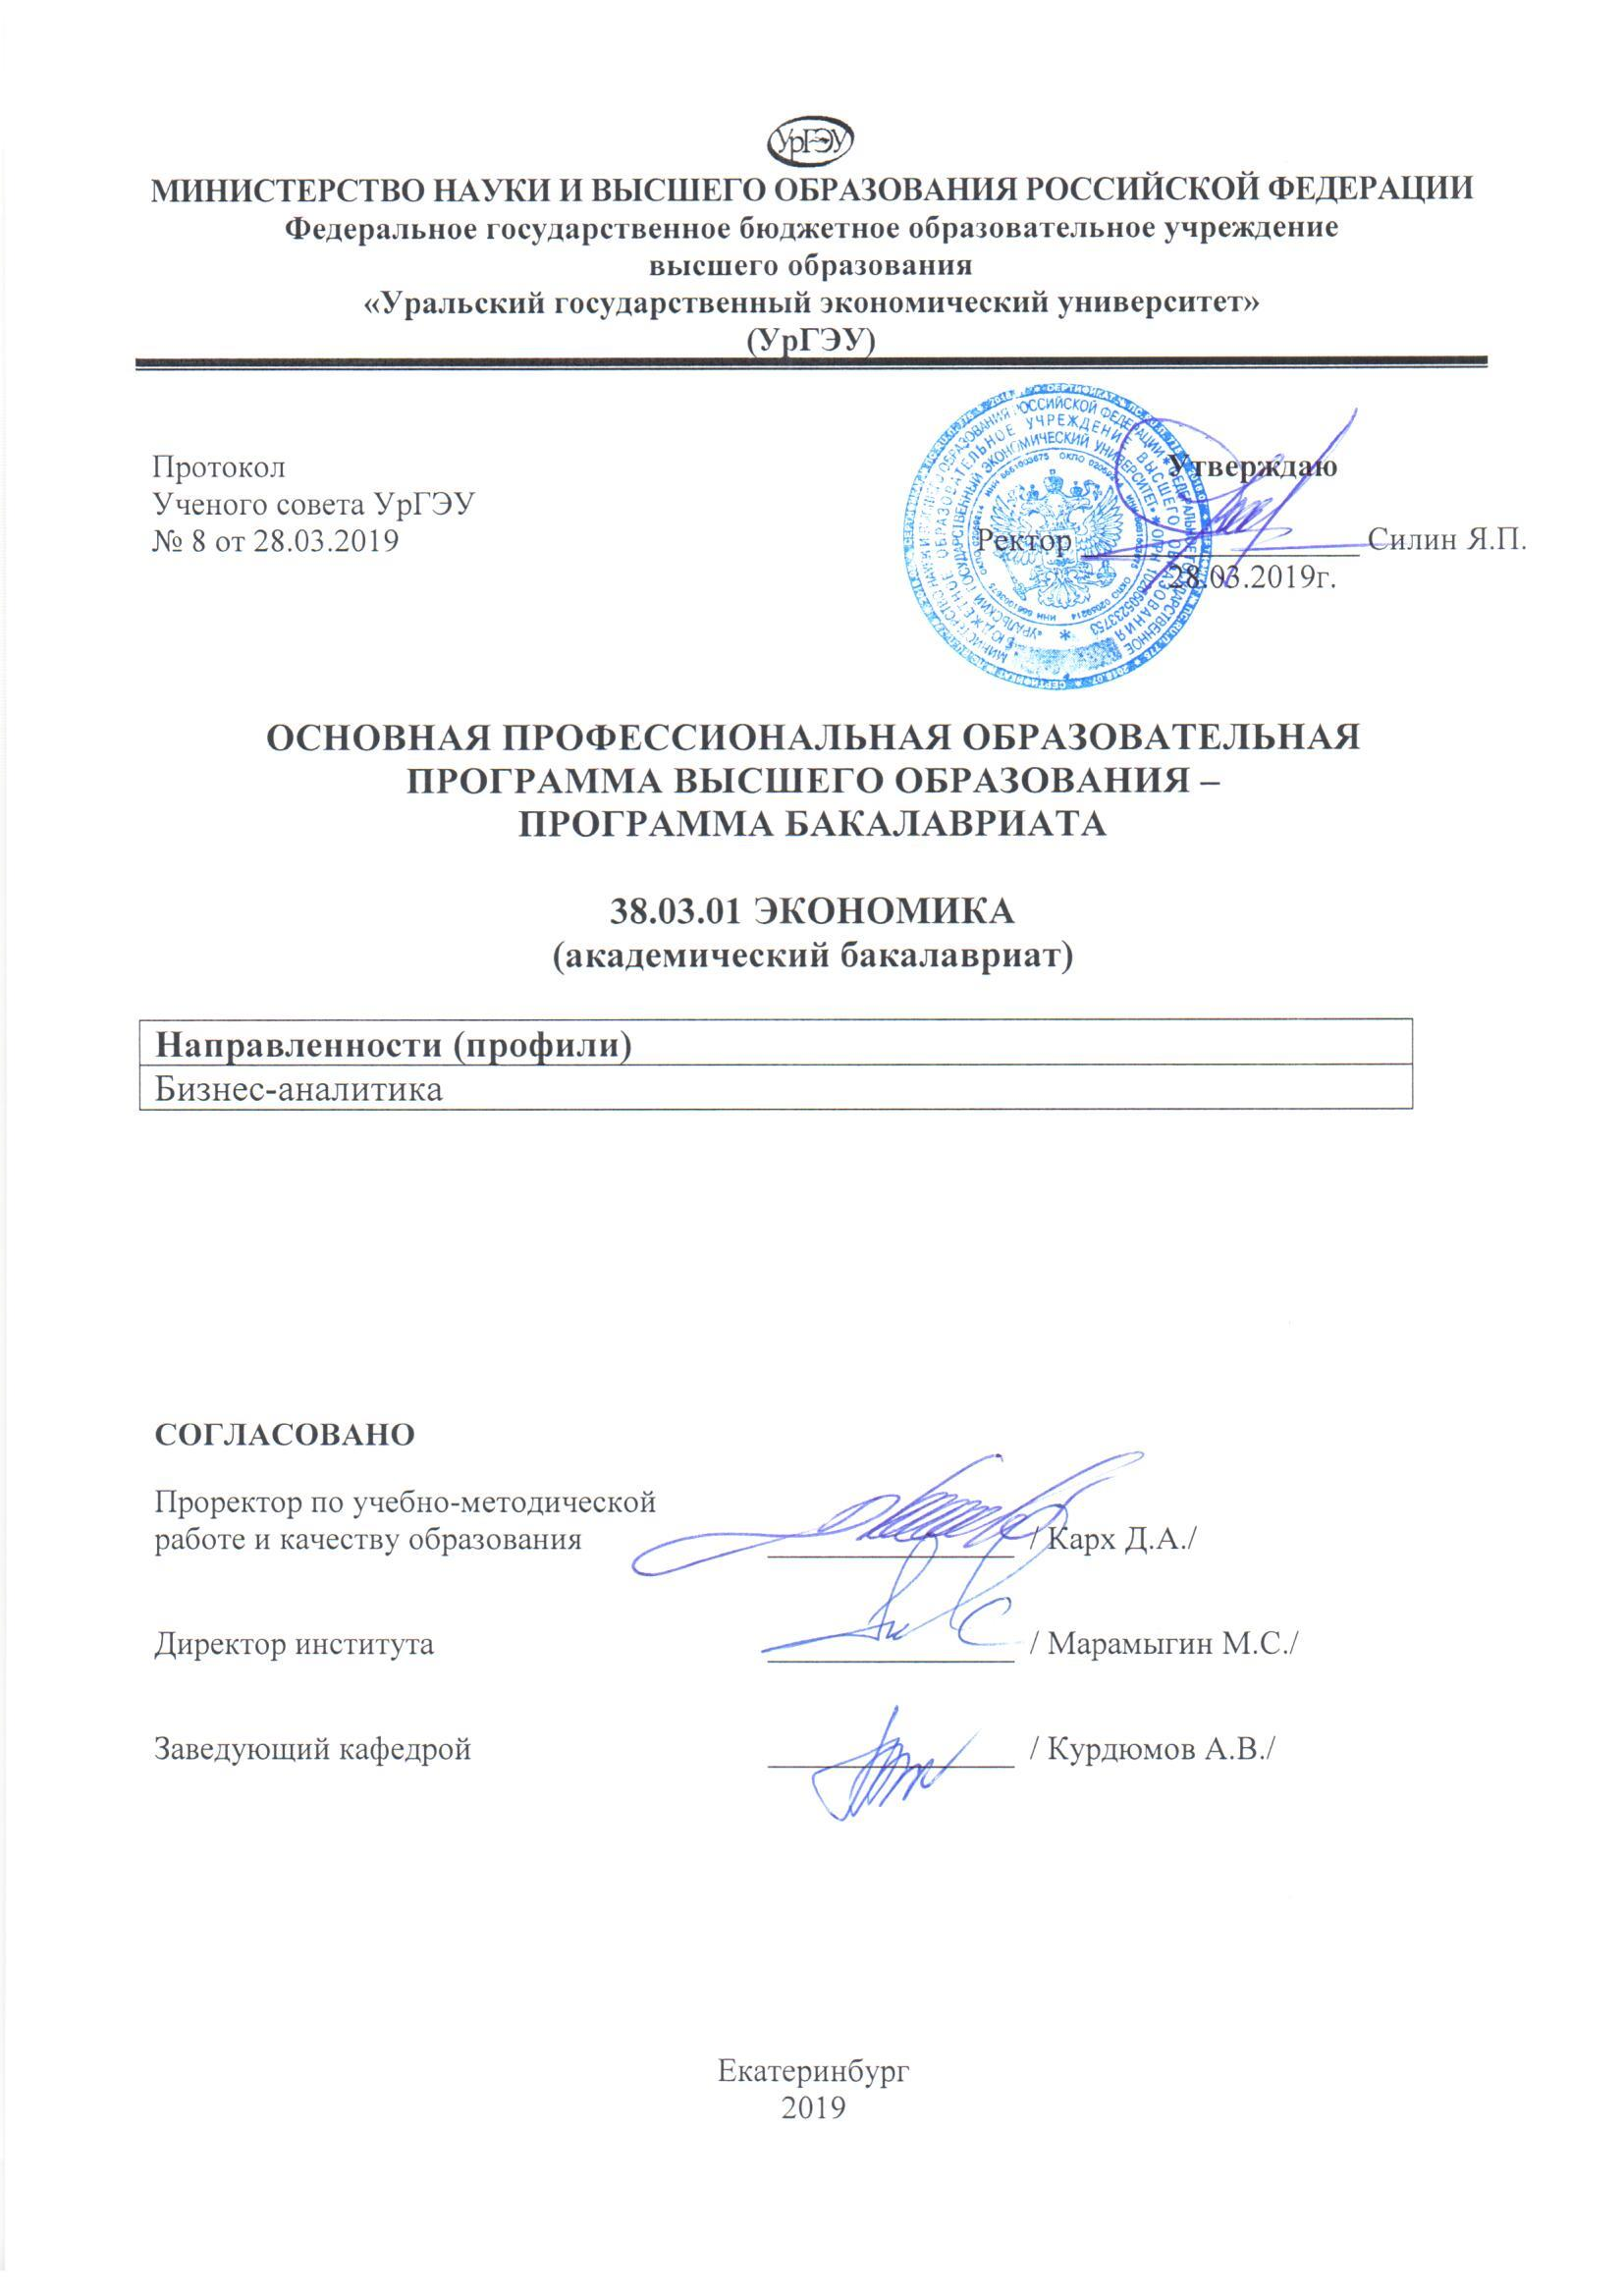 УрГЭУ
МИНИСТЕРСТВО НАУКИ И ВЫСШЕГО ОБРАЗОВАНИЯ РОССИЙСКОЙ ФЕДЕРАЦИИ
Федеральное государственное бюджетное образовательное учреждение
высшего образования
«Уральский государственный экономический университет»
(УрГЭУ)
Протокол
Ученого совета УрГЭУ
№ 8 от 28.03.2019
Утверждаю
Ректор Силин Я.П.
28.03.2019г.
ОСНОВНАЯ ПРОФЕССИОНАЛЬНАЯ ОБРАЗОВАТЕЛЬНАЯ
ПРОГРАММА ВЫСШЕГО ОБРАЗОВАНИЯ –
ПРОГРАММА БАКАЛАВРИАТА
38.03.01 ЭКОНОМИКА
(академический бакалавриат)
Направленности (профили)
Бизнес-аналитика
СОГЛАСОВАНО
Проректор по учебно-методической
работе и качеству образования / Карх Д.А./
Директор института / Марамыгин М.С./
Заведующий кафедрой / Курдюмов А.В./
Екатеринбург
2019